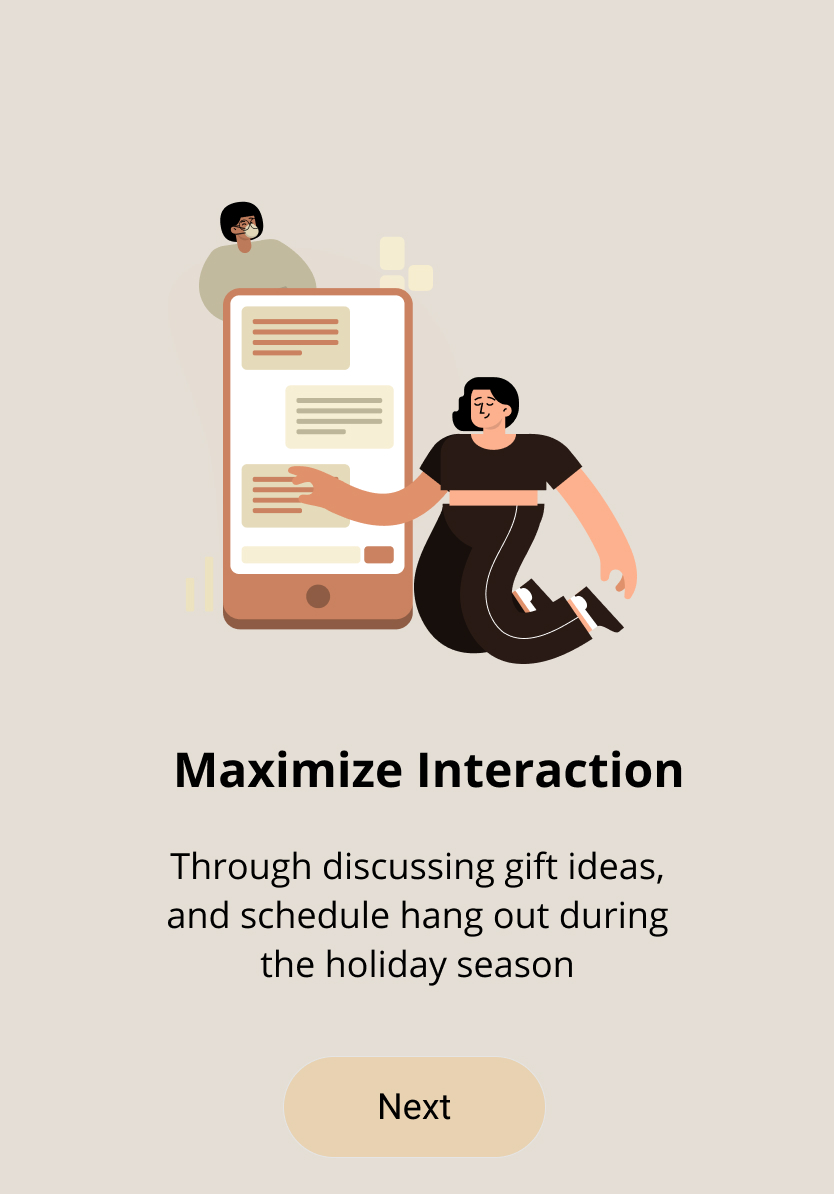 Maximize Interaction
Through discussing gift ideas,
and schedule hang out during
the holiday season
Next